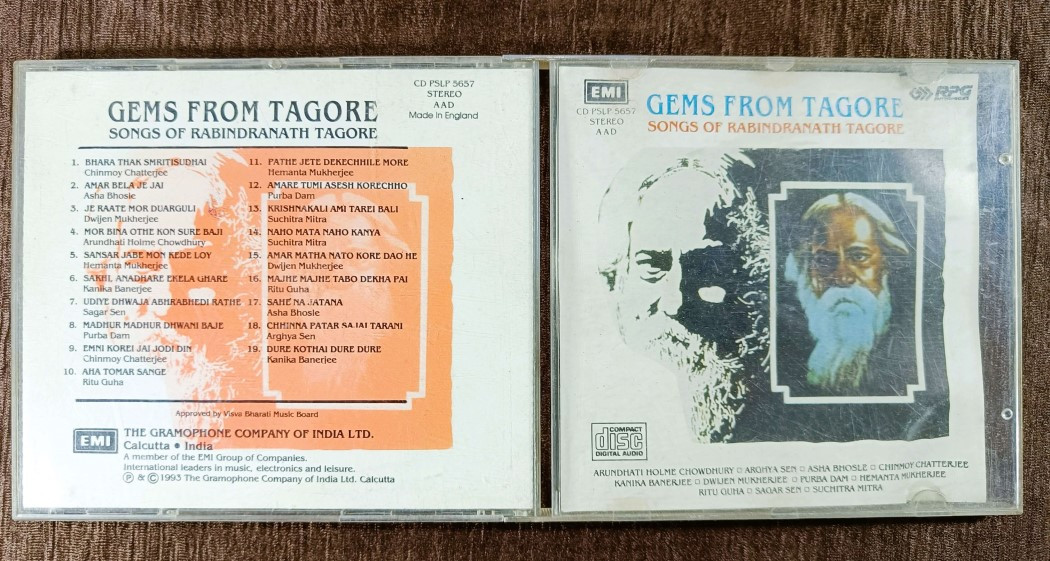 CD PSLP 5657
STEREO
AAD
Made in England
GEMS FROM TAGORE
SONGS OF RABINDRANATH TAGORE
1. BHARA THAK SMRITISUDHAI
Chinmoy Chatterjee
2. AMAR BELA JE JAI
Asha Bhosle
3. JE RAATE MOR DUARGULI
Dwijen Mukherjee
4. MOR BINA OTHE KON SURE BAJI
Arundhati Holme Chowdhury
5. SANSAR JABE MON KEDE LOY
Hemanta Mukherjee
6. SAKHI, ANADHARE EKELA GHARE
Kanika Banerjee
7. UDIYE DHWAJA ABHRABHEDI RATHE
Sagar Sen
8. MADHUR MADHUR DHWANI BAJE
Purba Dam
9. EMNI KOREI JAI JODI DIN
Chinmoy Chatterjee
10. AHA TOMAR SANGE
Ritu Guha
11. PATHE JETE DEKECHHILE MORE
Hemanta Mukherjee
12. AMARE TUMI ASESH KORECHHO
Purba Dam
13. KRISHNAKALI AMI TAREI BALI
Suchitra Mitra
14. NAHO MATA NAHO KANYA
Suchitra Mitra
15. AMAR MATHA NATO KORE DAO HE
Dwijen Mukherjee
16. MAJHE MAJHE TABO DEKHA PAI
Ritu Guha
17. SAHE NA JATANA
Asha Bhosle
18. CHHINNA PATAR SAJAI TARANI
Arghya Sen
19. DURE KOTHAI DURE DURE
Kanika Banerjee
Approved by Visva Bharati Music Board
EMI
THE GRAMOPHONE COMPANY OF INDIA LTD.
Calcutta • India
A member of the EMI Group of Companies.
International leaders in music, electronics and leisure.
Ⓟ & © 1993 The Gramophone Company of India Ltd. Calcutta
EMI
CD PSLP 5657
STEREO
AAD
GEMS FROM TAGORE
SONGS OF RABINDRANATH TAGORE
RPG
COMPACT
disc
DIGITAL AUDIO
ARUNDHATI HOLME CHOWDHURY □ ARGHYA SEN □ ASHA BHOSLE □ CHINMOY CHATTERJEE
KANIKA BANERJEE □ DWIJEN MUKHERJEE □ PURBA DAM □ HEMANTA MUKHERJEE
RITU GUHA □ SAGAR SEN □ SUCHITRA MITRA